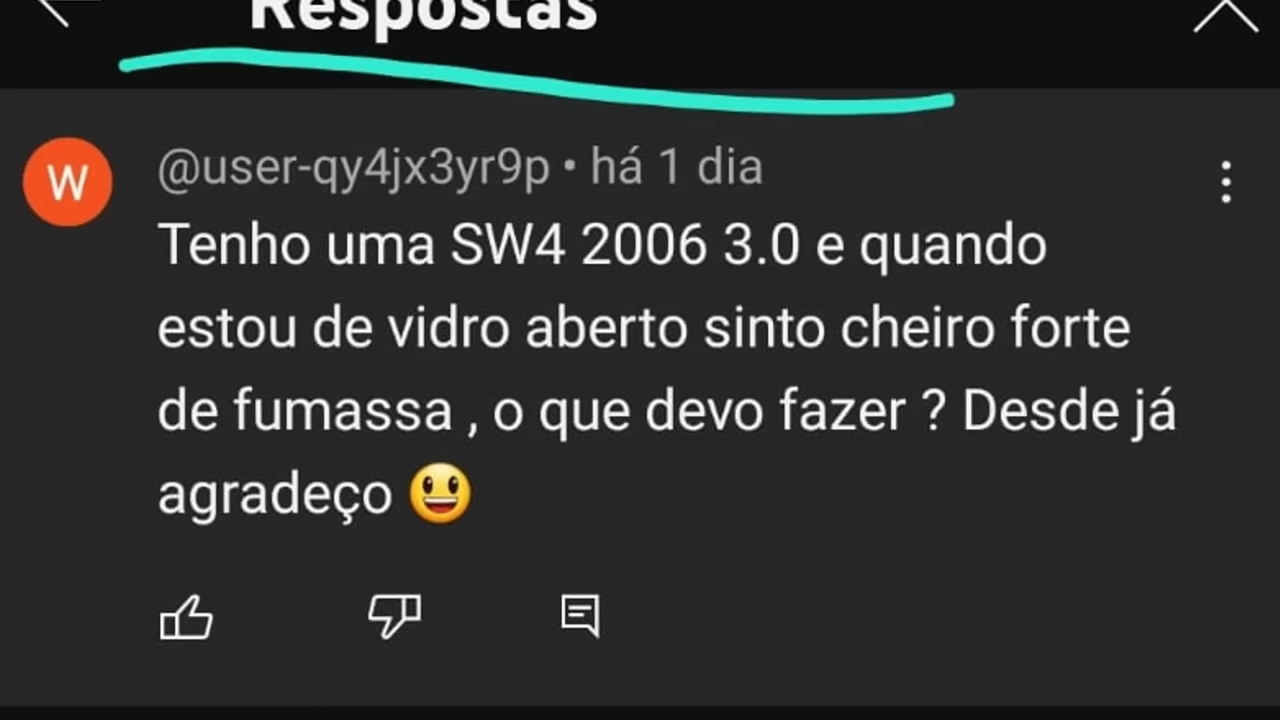 Respostas
W
@user-qy4jx3yr9p • há 1 dia
Tenho uma SW4 2006 3.0 e quando
estou de vidro aberto sinto cheiro forte
de fumassa , o que devo fazer ? Desde já
agradeço 😃